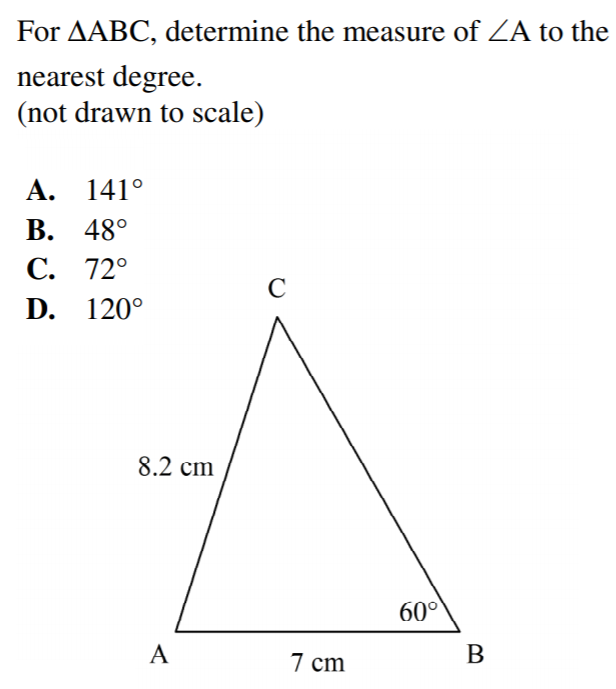 For ΔABC, determine the measure of ∠A to the
nearest degree.
(not drawn to scale)
A. 141°
B. 48°
C. 72°
D. 120°
C
8.2 cm
60°
A
7 cm
B